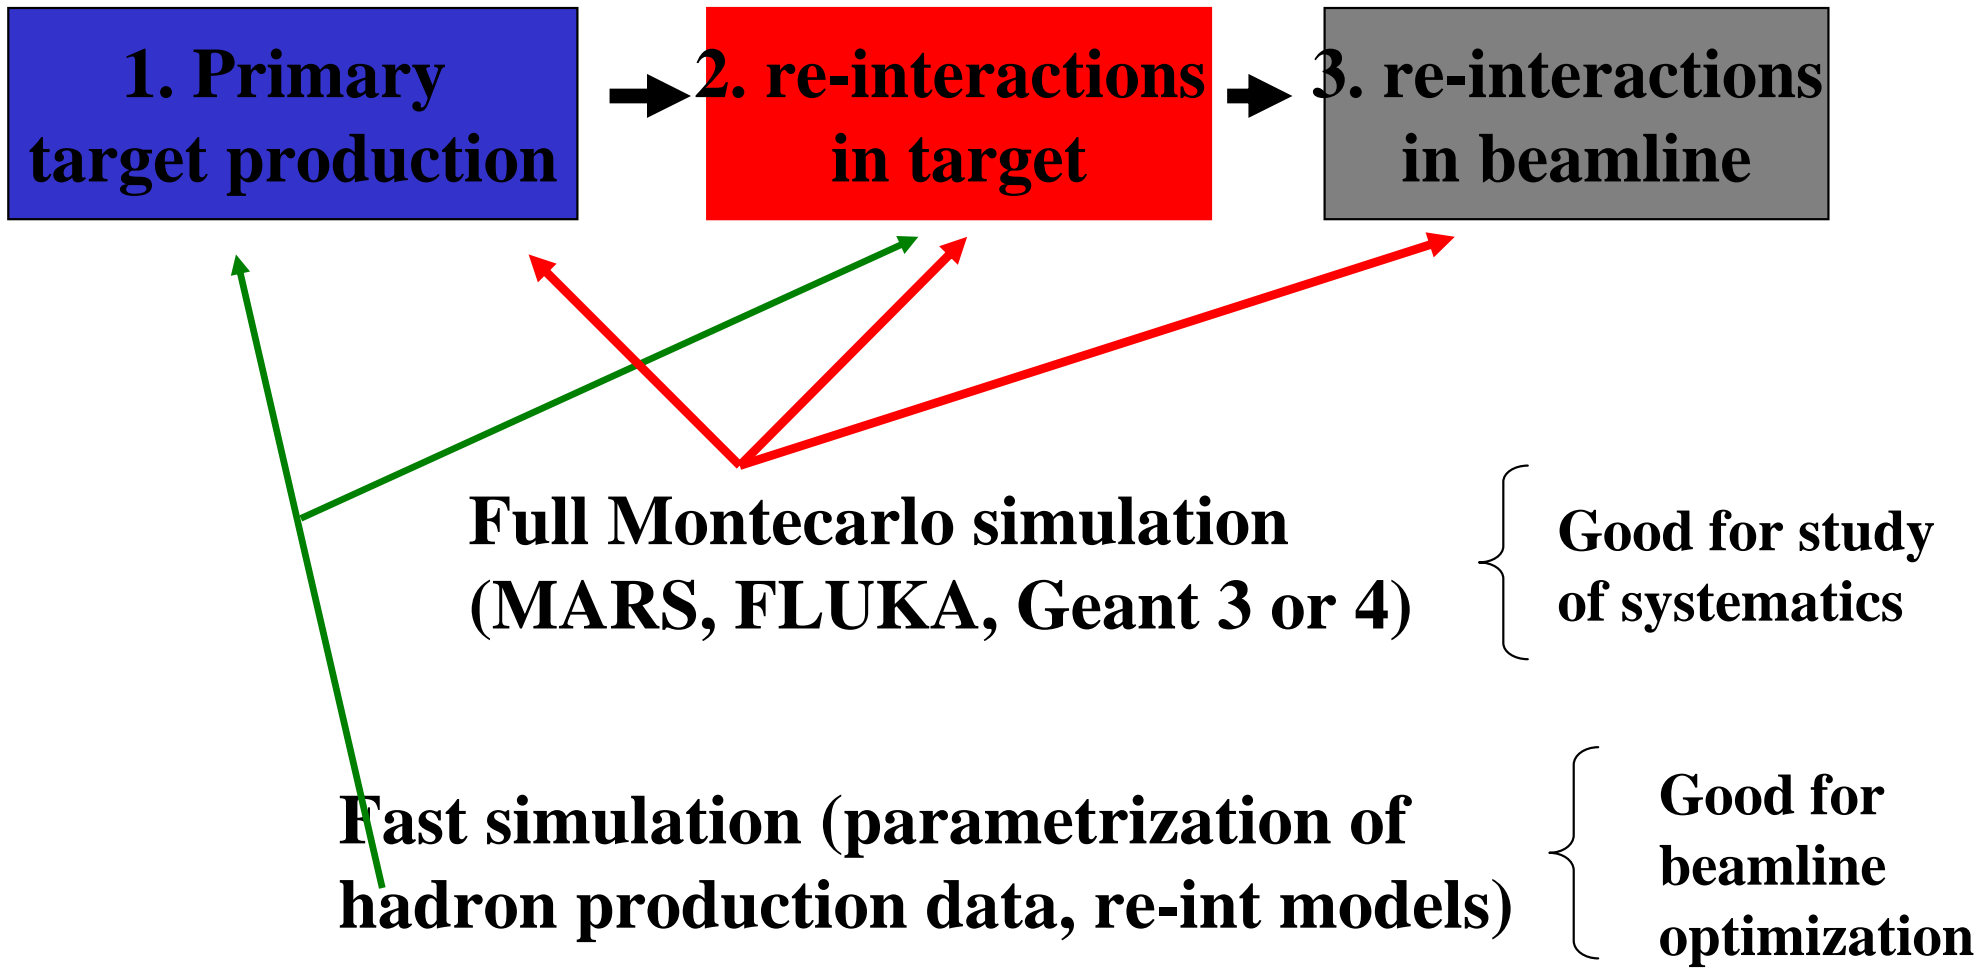 1. Primary
target production
2. re-interactions
in target
3. re-interactions
in beamline
Full Montecarlo simulation
(MARS, FLUKA, Geant 3 or 4)
Good for study
of systematics
Fast simulation (parametrization of
hadron production data, re-int models)
Good for
beamline
optimization